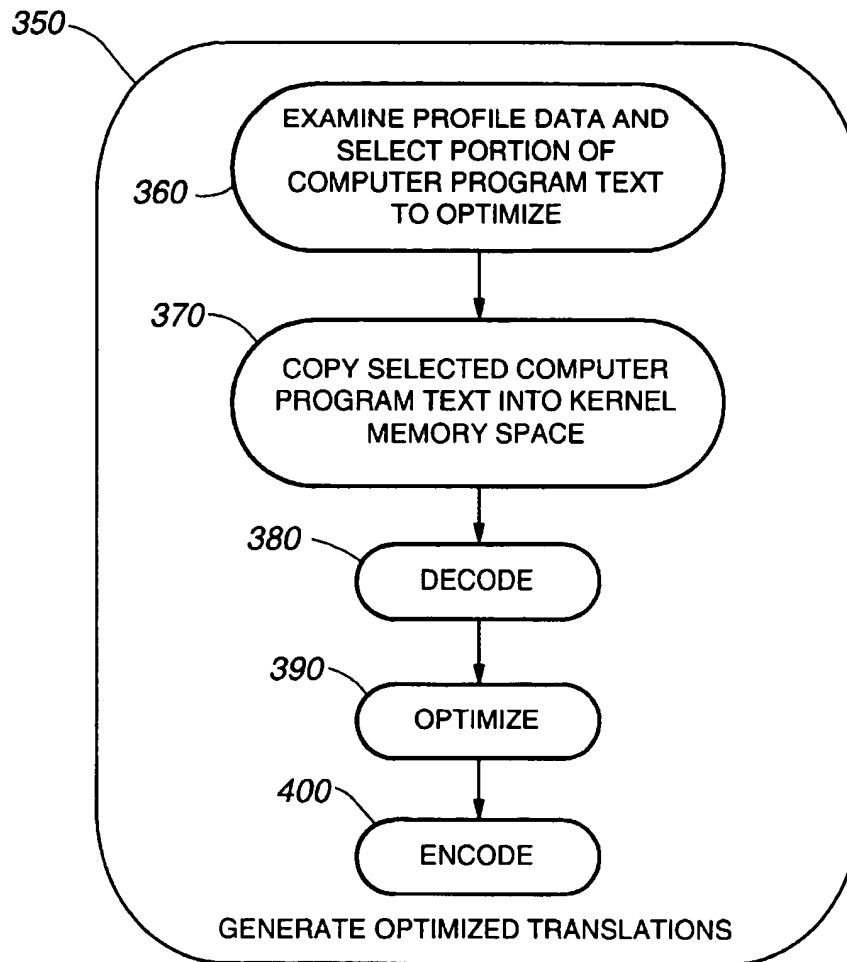 350
EXAMINE PROFILE DATA AND
SELECT PORTION OF
COMPUTER PROGRAM TEXT
TO OPTIMIZE
360
370
COPY SELECTED COMPUTER
PROGRAM TEXT INTO KERNEL
MEMORY SPACE
380
DECODE
390
OPTIMIZE
400
ENCODE
GENERATE OPTIMIZED TRANSLATIONS